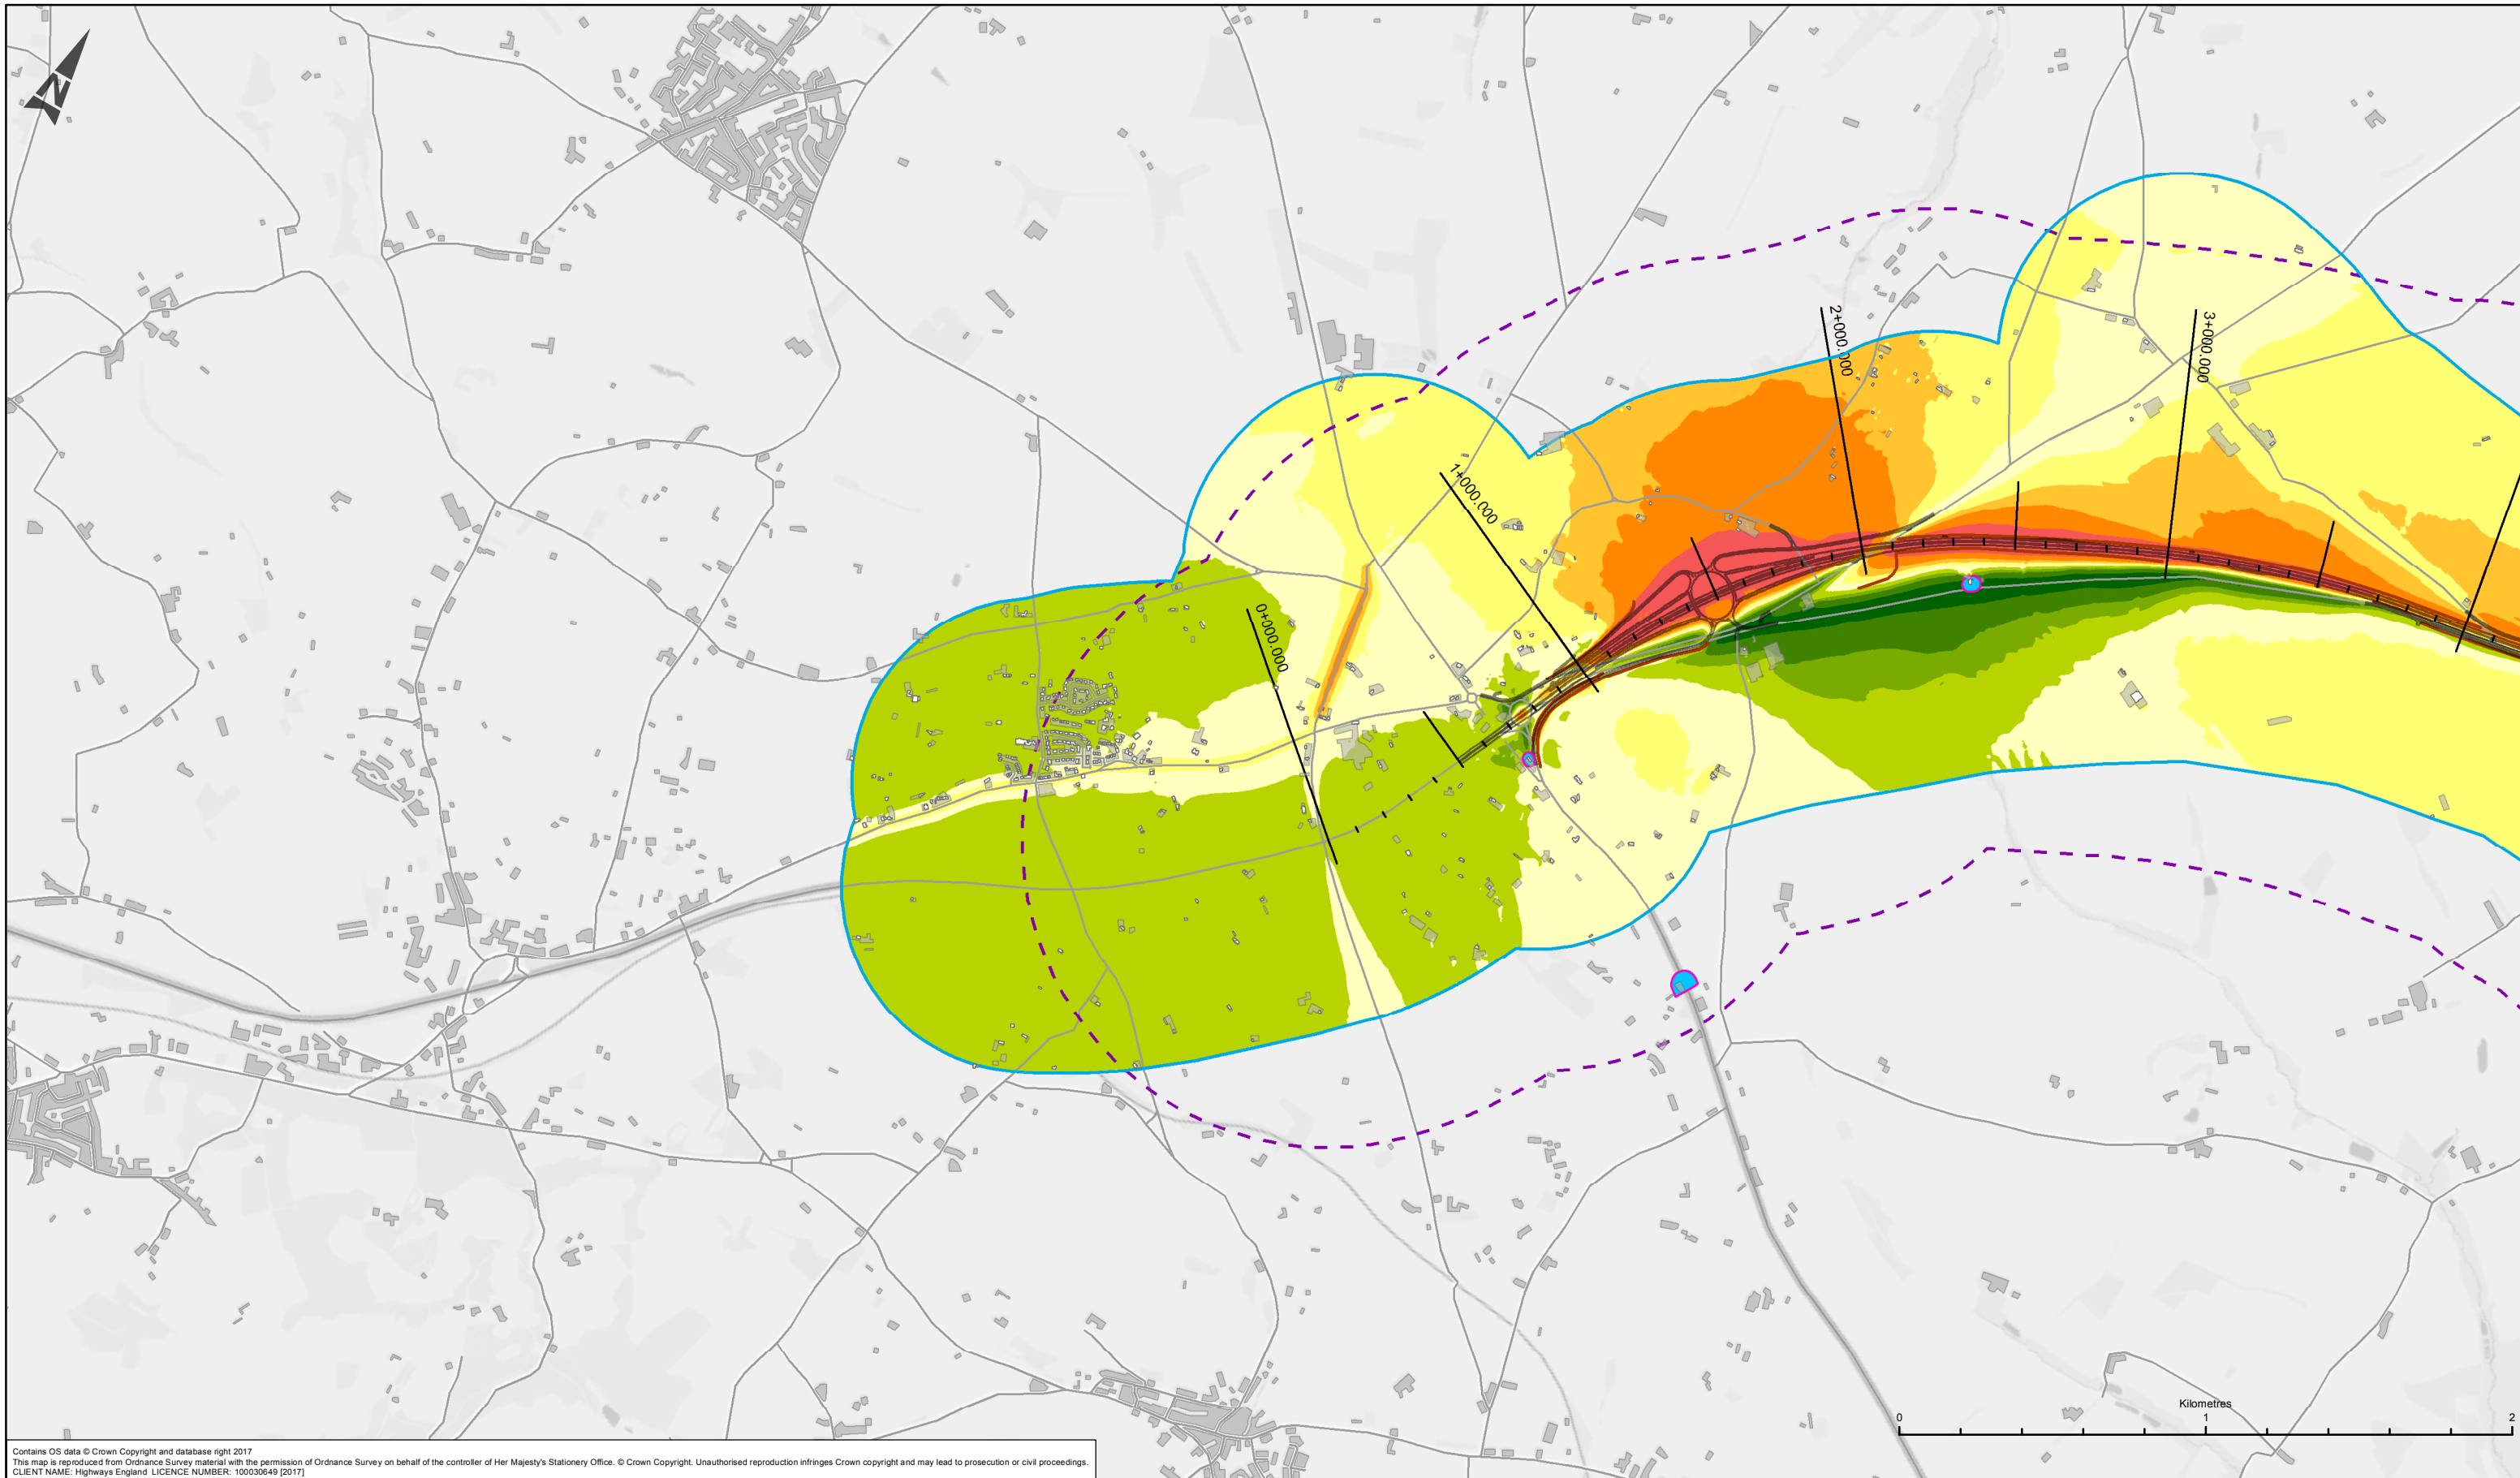 N
2+000.000
3+000.000
1+000.000
0+000.000
Kilometres
0 1 2
Contains OS data © Crown Copyright and database right 2017
This map is reproduced from Ordnance Survey material with the permission of Ordnance Survey on behalf of the controller of Her Majesty's Stationery Office. © Crown Copyright. Unauthorised reproduction infringes Crown copyright and may lead to prosecution or civil proceedings.
CLIENT NAME: Highways England LICENCE NUMBER: 100030649 [2017]